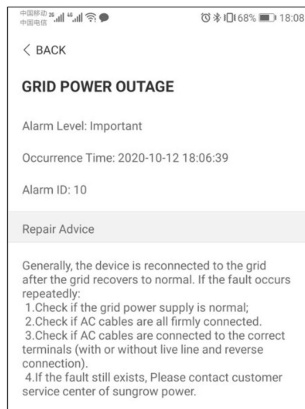 中国移动 26 46
中国电信
68% 18:08
< BACK
GRID POWER OUTAGE
Alarm Level: Important
Occurrence Time: 2020-10-12 18:06:39
Alarm ID: 10
Repair Advice
Generally, the device is reconnected to the grid
after the grid recovers to normal. If the fault occurs
repeatedly:
1.Check if the grid power supply is normal;
2.Check if AC cables are all firmly connected.
3.Check if AC cables are connected to the correct
terminals (with or without live line and reverse
connection).
4.If the fault still exists, Please contact customer
service center of sungrow power.